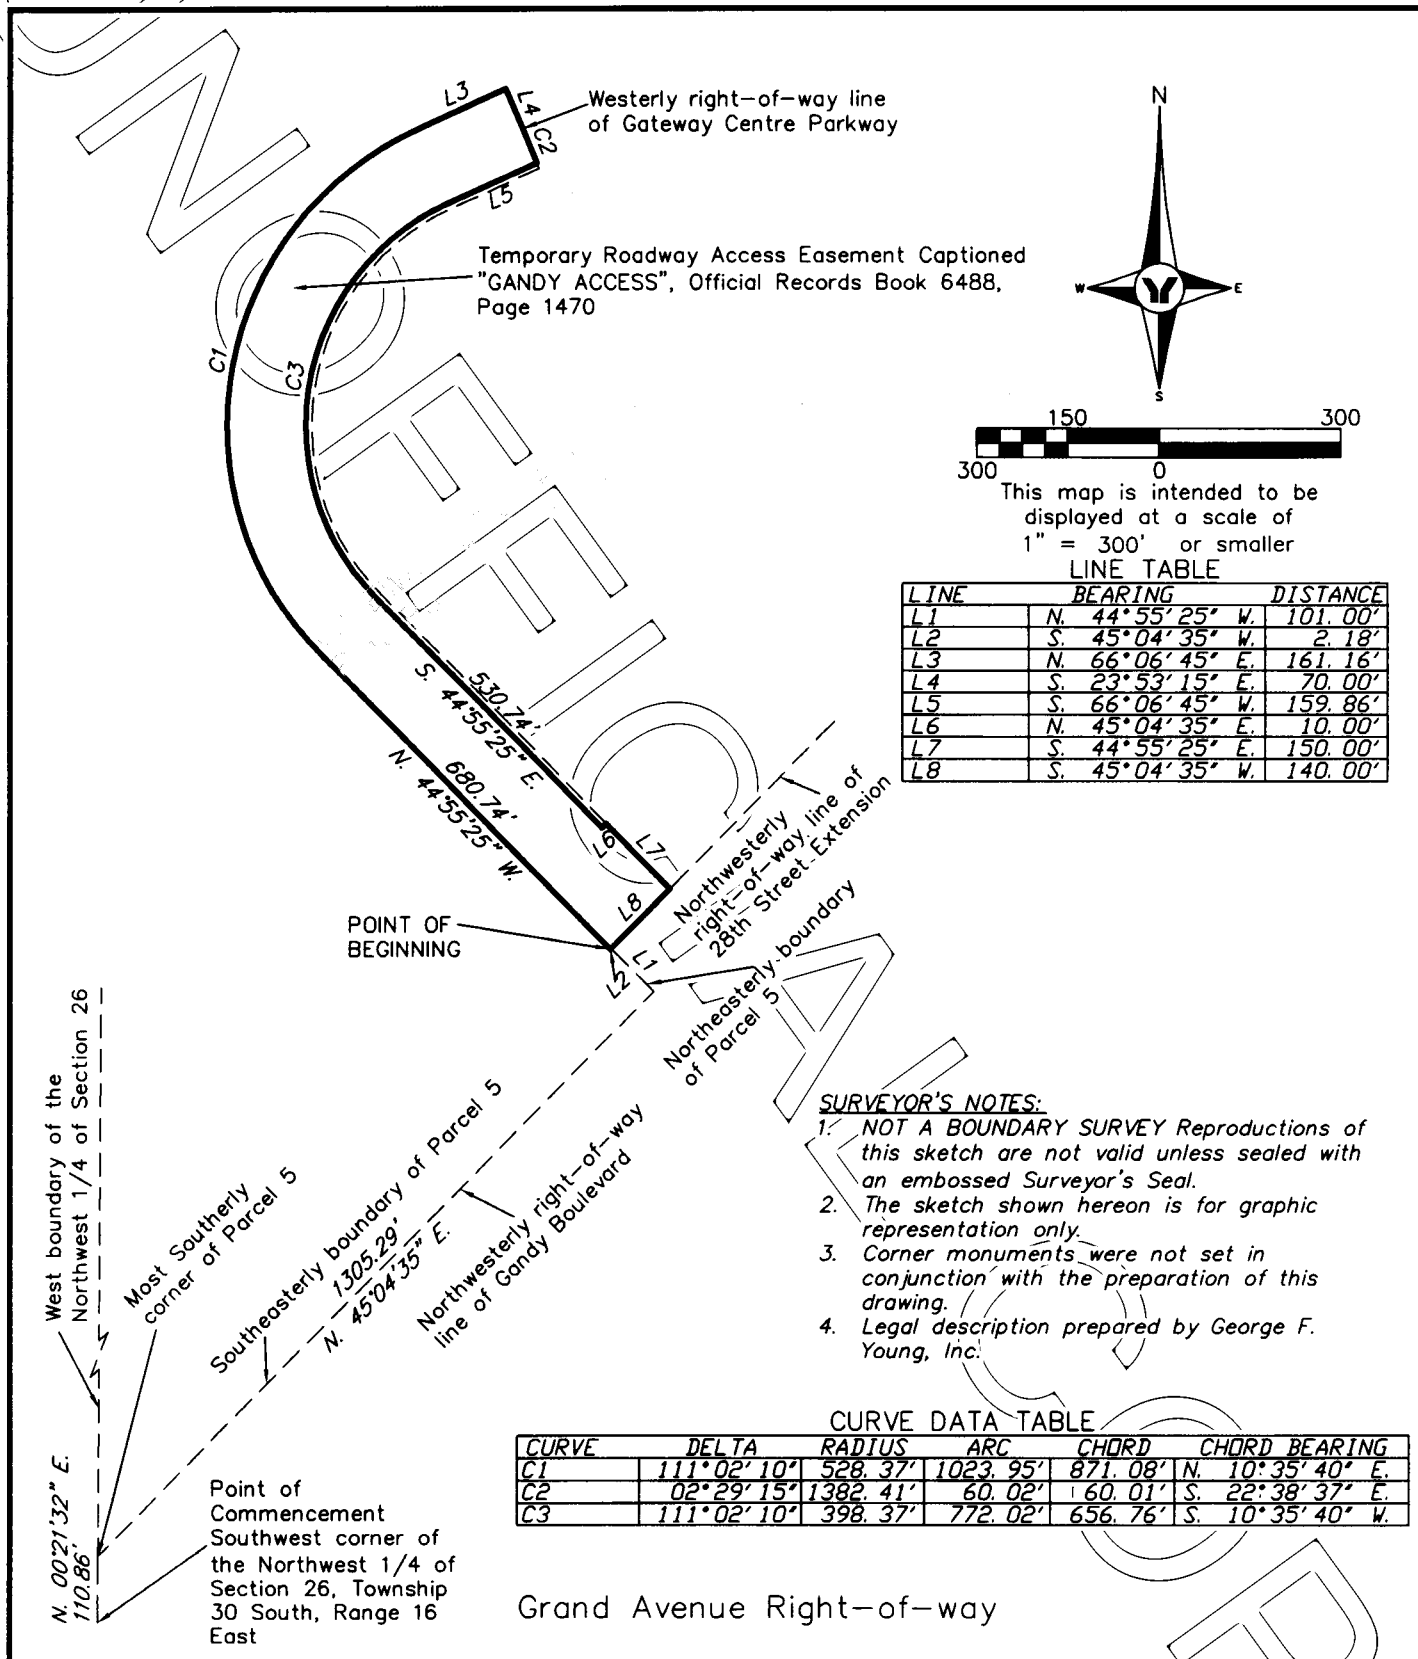 L3
L4
C2
Westerly right-of-way line
of Gateway Centre Parkway
L5
N
W
E
S
Temporary Roadway Access Easement Captioned
"GANDY ACCESS", Official Records Book 6488,
Page 1470
C1
C3
150
300
300
0
This map is intended to be
displayed at a scale of
1" = 300' or smaller
LINE TABLE
LINE BEARING DISTANCE
L1 N. 44°55'25" W. 101.00'
L2 S. 45°04'35" W. 2.18'
L3 N. 66°06'45" E. 161.16'
L4 S. 23°53'15" E. 70.00'
L5 S. 66°06'45" W. 159.86'
L6 N. 45°04'35" E. 10.00'
L7 S. 44°55'25" E. 150.00'
L8 S. 45°04'35" W. 140.00'
530.74'
S. 44°55'25" E.
680.74'
N. 44°55'25" W.
L6
L7
L8
L1
L2
Northwesterly
right-of-way line of
28th Street Extension
POINT OF
BEGINNING
Northeasterly boundary
of Parcel 5
West boundary of the
Northwest 1/4 of Section 26
Most Southerly
corner of Parcel 5
Southeasterly boundary of Parcel 5
1305.29'
N. 45°04'35" E.
Northwesterly right-of-way
line of Gandy Boulevard
SURVEYOR'S NOTES:
1. NOT A BOUNDARY SURVEY Reproductions of
this sketch are not valid unless sealed with
an embossed Surveyor's Seal.
2. The sketch shown hereon is for graphic
representation only.
3. Corner monuments were not set in
conjunction with the preparation of this
drawing.
4. Legal description prepared by George F.
Young, Inc.
CURVE DATA TABLE
CURVE DELTA RADIUS ARC CHORD CHORD BEARING
C1 111°02'10" 528.37' 1023.95' 871.08' N. 10°35'40" E.
C2 02°29'15" 1382.41' 60.02' 60.01' S. 22°38'37" E.
C3 111°02'10" 398.37' 772.02' 656.76' S. 10°35'40" W.
N. 00°21'32" E.
110.86'
Point of
Commencement
Southwest corner of
the Northwest 1/4 of
Section 26, Township
30 South, Range 16
East
Grand Avenue Right-of-way